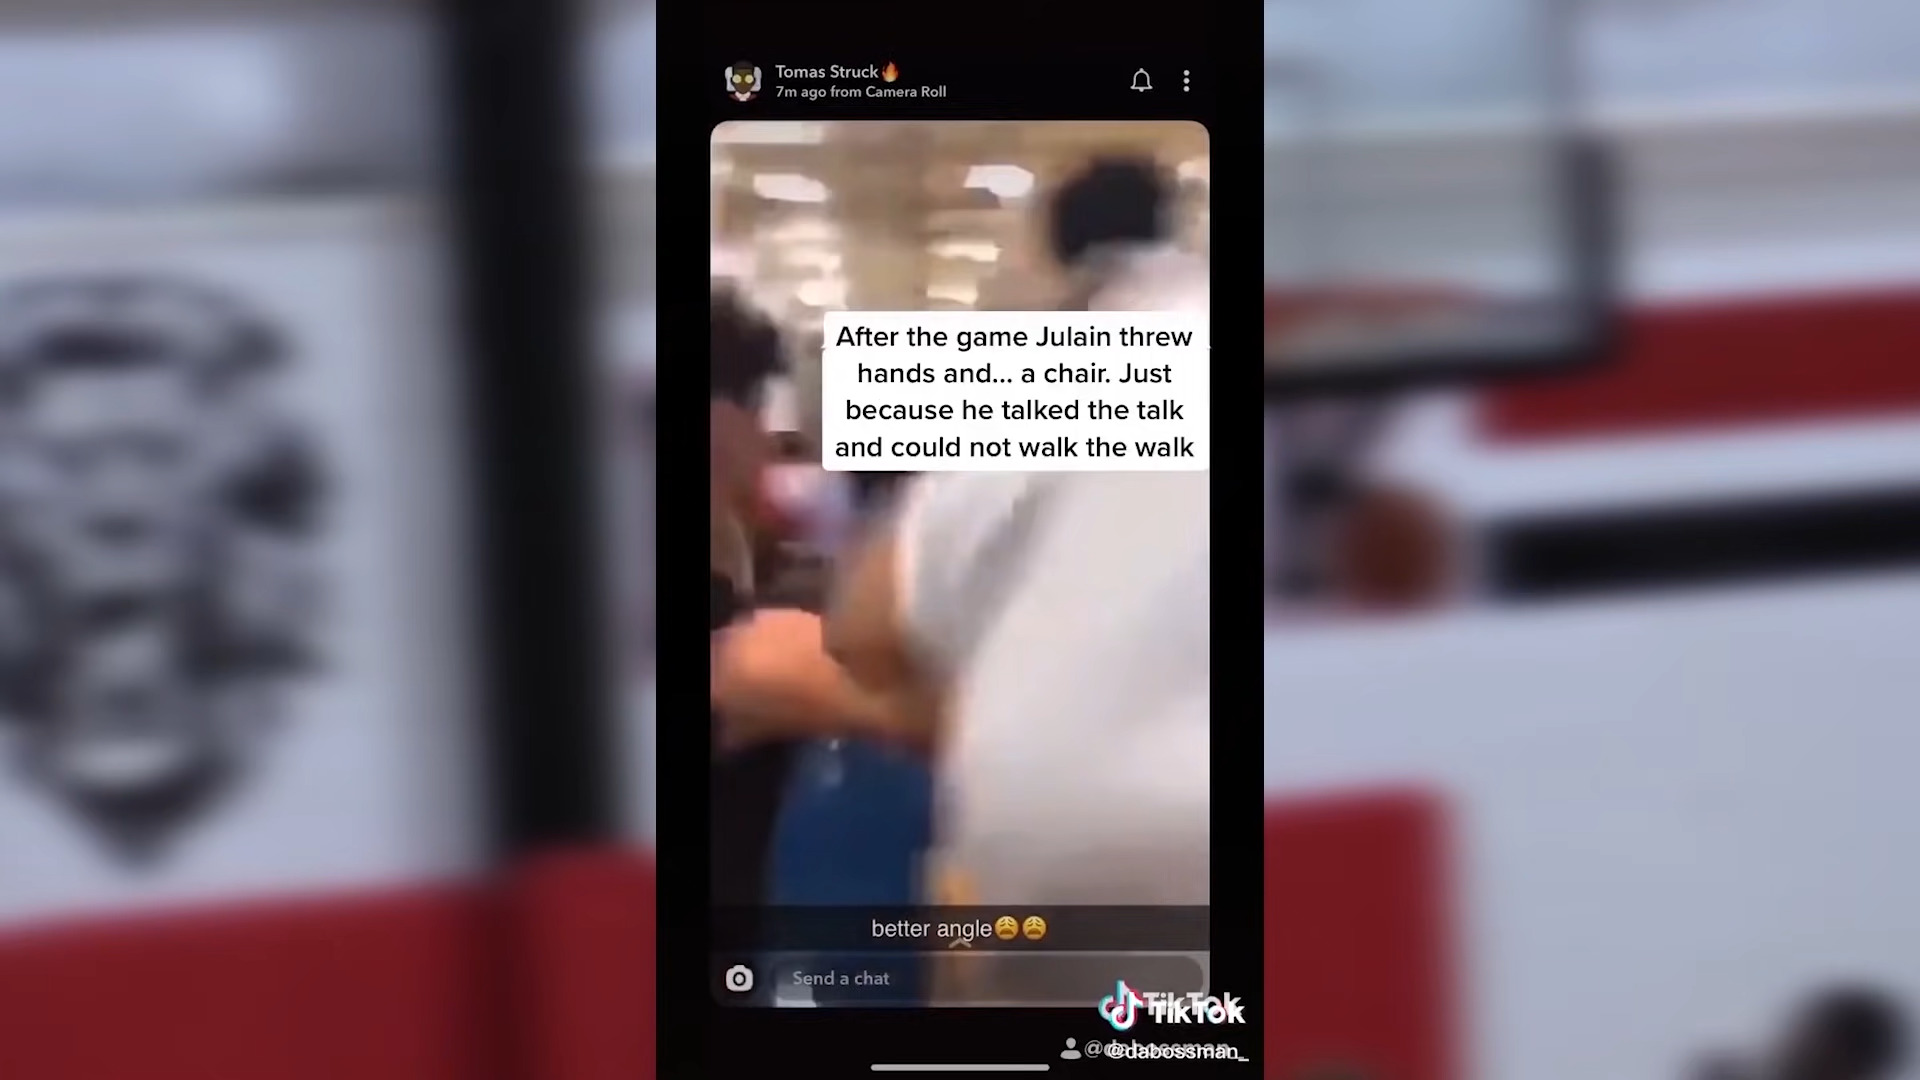 Tomas Struck🔥
7m ago from Camera Roll
After the game Julain threw
hands and... a chair. Just
because he talked the talk
and could not walk the walk
better angle😩😩
Send a chat
TikTok
@dabossman_